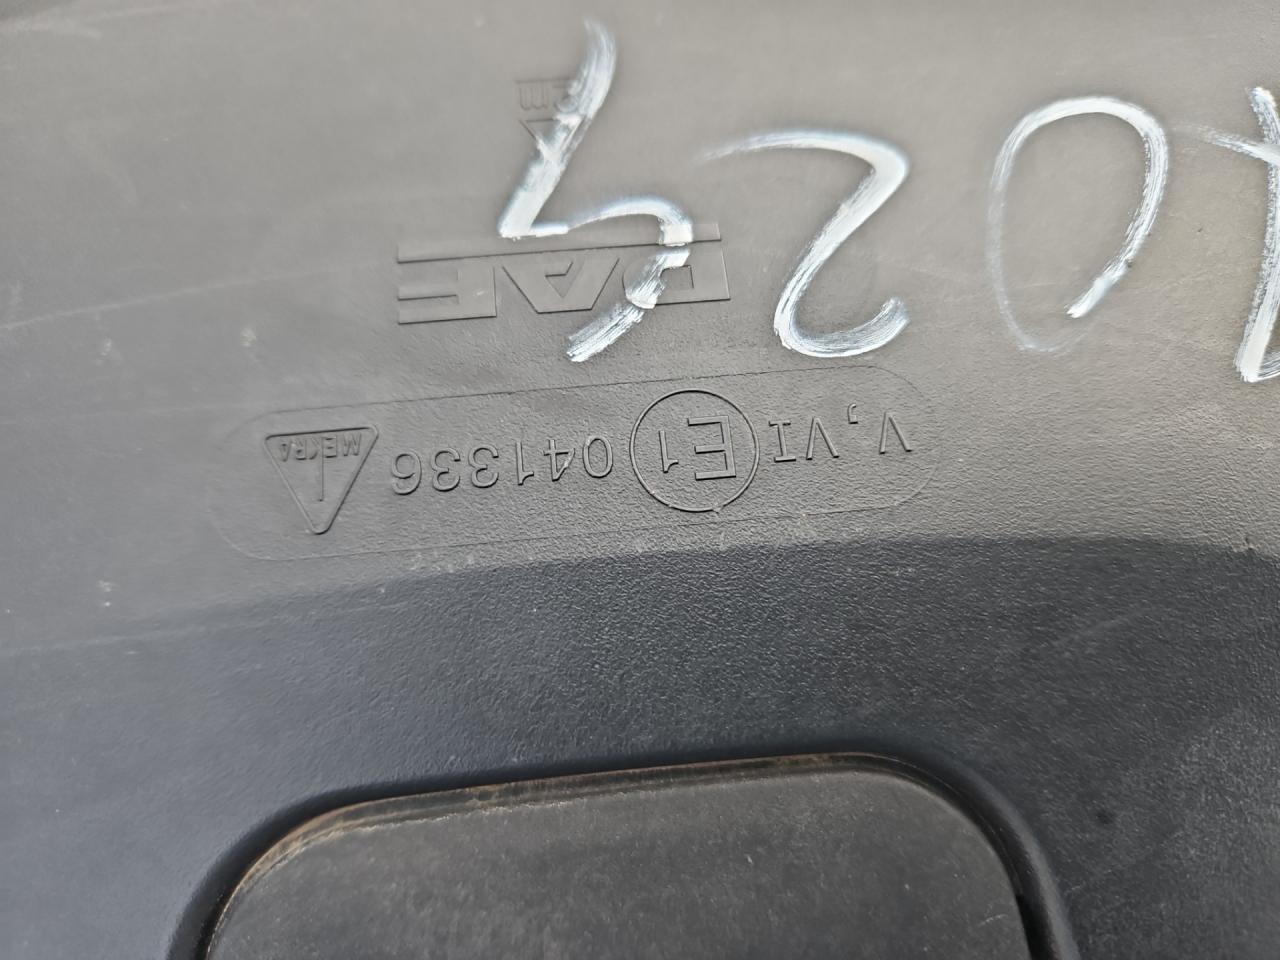 V, VI E1 041336 MEKRA
DAF